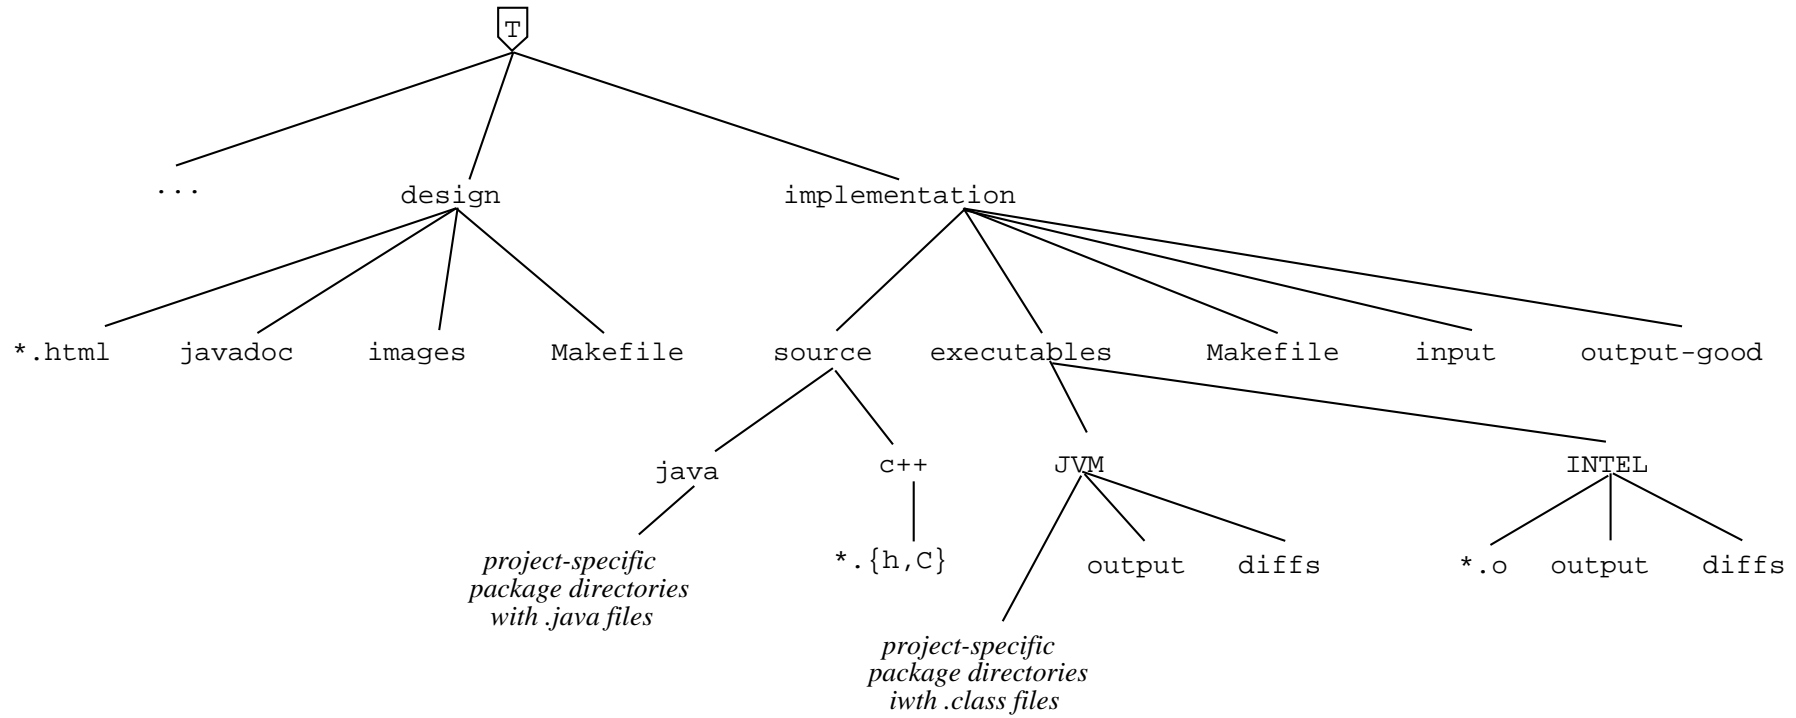 T
...
design
implementation
*.html
javadoc
images
Makefile
source
executables
Makefile
input
output-good
java
c++
JVM
INTEL
project-specific
package directories
with .java files
*.{h,C}
output
diffs
*.o
output
diffs
project-specific
package directories
iwth .class files